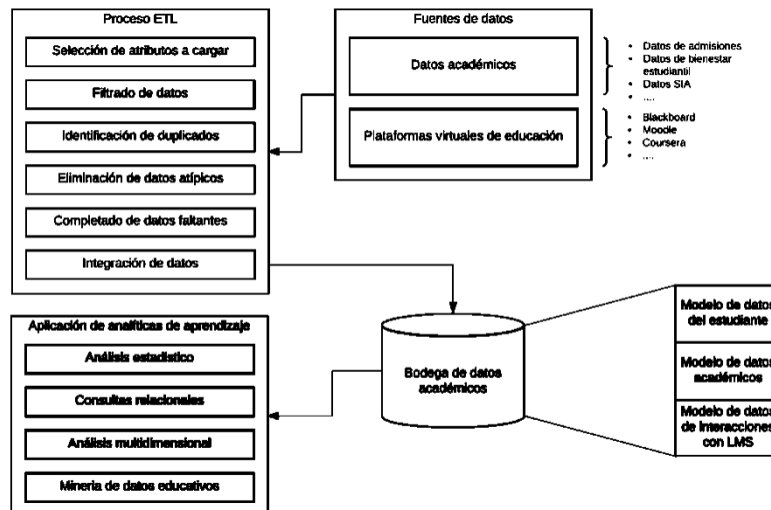 Proceso ETL
Selección de atributos a cargar
Filtrado de datos
Identificación de duplicados
Eliminación de datos atípicos
Completado de datos faltantes
Integración de datos
Fuentes de datos
Datos académicos
Plataformas virtuales de educación
• Datos de admisiones
• Datos de bienestar
estudiantil
• Datos SIA
• ....
• Blackboard
• Moodle
• Coursera
• ....
Aplicación de analíticas de aprendizaje
Análisis estadistico
Consultas relacionales
Análisis multidimensional
Mineria de datos educativos
Bodega de datos
académicos
Modelo de datos
del estudiante
Modelo de datos
académicos
Modelo de datos
de interacciones
con LMS